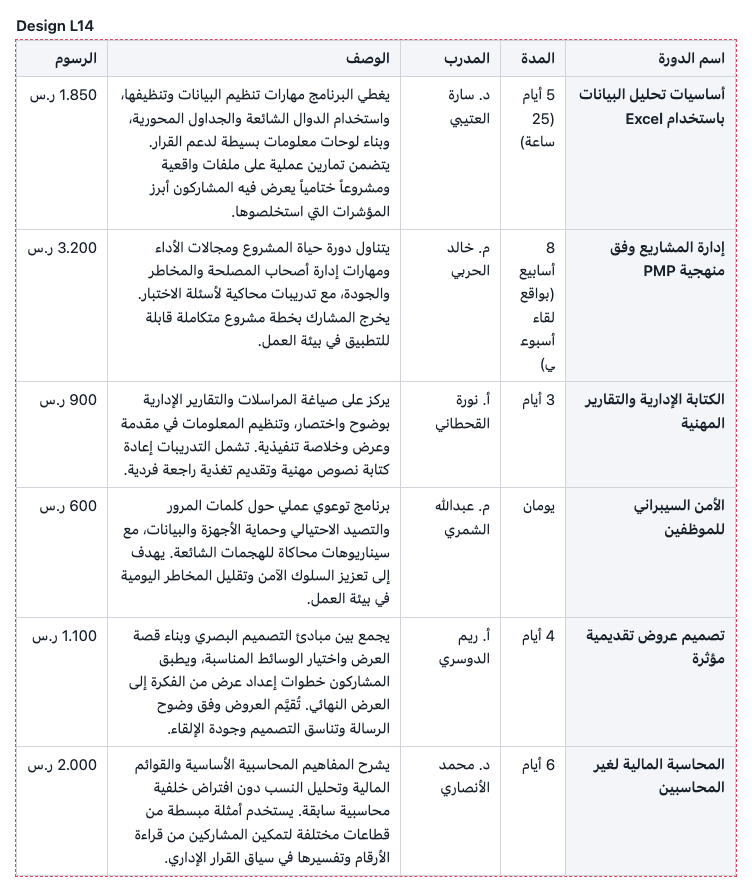 Design L14
اسم الدورة
المدة
المدرب
الوصف
الرسوم
أساسيات تحليل البيانات
باستخدام Excel
5 أيام
(25
ساعة)
د. سارة
العتيبي
يغطي البرنامج مهارات تنظيم البيانات وتنظيفها،
واستخدام الدوال الشائعة والجداول المحورية،
وبناء لوحات معلومات بسيطة لدعم القرار.
يتضمن تمارين عملية على ملفات واقعية
ومشروعاً ختامياً يعرض فيه المشاركون أبرز
المؤشرات التي استخلصوها.
1.850 ر.س
إدارة المشاريع وفق
منهجية PMP
8
أسابيع
(بواقع
لقاء
أسبوع
ي)
م. خالد
الحربي
يتناول دورة حياة المشروع ومجالات الأداء
ومهارات إدارة أصحاب المصلحة والمخاطر
والجودة، مع تدريبات محاكية لأسئلة الاختبار.
يخرج المشارك بخطة مشروع متكاملة قابلة
للتطبيق في بيئة العمل.
3.200 ر.س
الكتابة الإدارية والتقارير
المهنية
3 أيام
أ. نورة
القحطاني
يركز على صياغة المراسلات والتقارير الإدارية
بوضوح واختصار، وتنظيم المعلومات في مقدمة
وعرض وخلاصة تنفيذية. تشمل التدريبات إعادة
كتابة نصوص مهنية وتقديم تغذية راجعة فردية.
900 ر.س
الأمن السيبراني
للموظفين
يومان
م. عبدالله
الشمري
برنامج توعوي عملي حول كلمات المرور
والتصيد الاحتيالي وحماية الأجهزة والبيانات، مع
سيناريوهات محاكاة للهجمات الشائعة. يهدف
إلى تعزيز السلوك الآمن وتقليل المخاطر اليومية
في بيئة العمل.
600 ر.س
تصميم عروض تقديمية
مؤثرة
4 أيام
أ. ريم
الدوسري
يجمع بين مبادئ التصميم البصري وبناء قصة
العرض واختيار الوسائط المناسبة، ويطبق
المشاركون خطوات إعداد عرض من الفكرة إلى
العرض النهائي. تُقيَّم العروض وفق وضوح
الرسالة وتناسق التصميم وجودة الإلقاء.
1.100 ر.س
المحاسبة المالية لغير
المحاسبين
6 أيام
د. محمد
الأنصاري
يشرح المفاهيم المحاسبية الأساسية والقوائم
المالية وتحليل النسب دون افتراض خلفية
محاسبية سابقة. يستخدم أمثلة مبسطة من
قطاعات مختلفة لتمكين المشاركين من قراءة
الأرقام وتفسيرها في سياق القرار الإداري.
2.000 ر.س